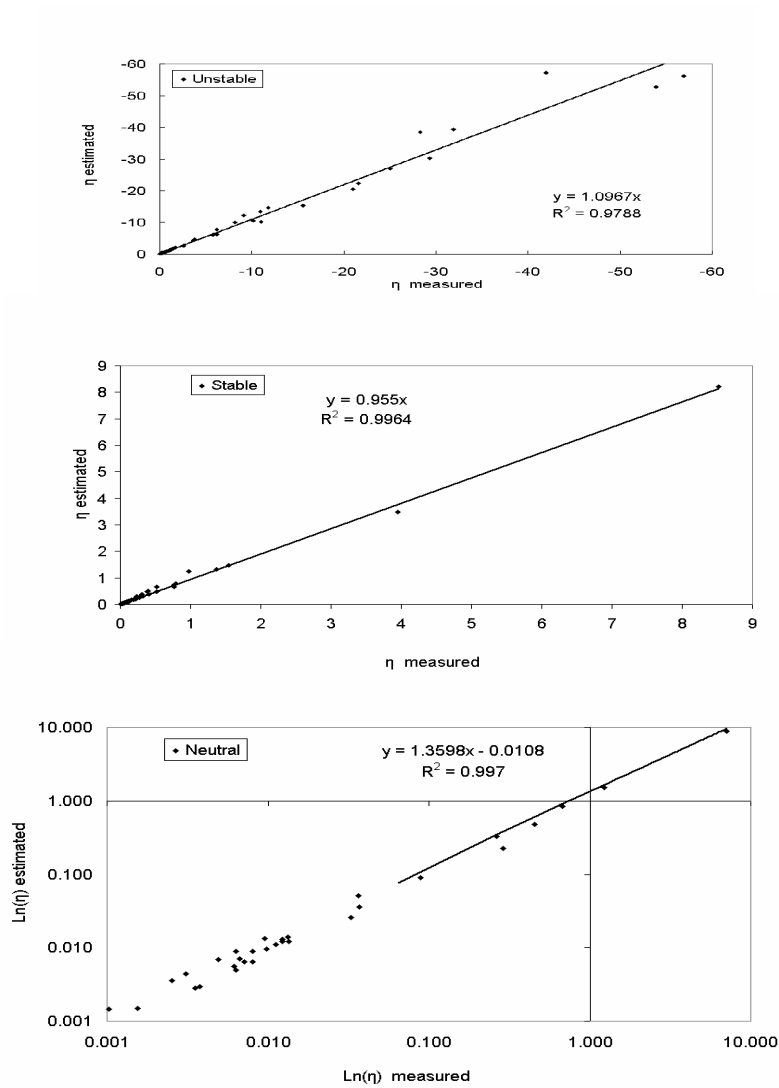 -60
-50
-40
-30
-20
-10
0
η estimated
Unstable
y = 1.0967x
R² = 0.9788
0 -10 -20 -30 -40 -50 -60
η measured
9
8
7
6
5
4
3
2
1
0
η estimated
Stable
y = 0.955x
R² = 0.9964
0 1 2 3 4 5 6 7 8 9
η measured
10.000
1.000
0.100
0.010
0.001
Ln(η) estimated
Neutral
y = 1.3598x - 0.0108
R² = 0.997
0.001 0.010 0.100 1.000 10.000
Ln(η) measured